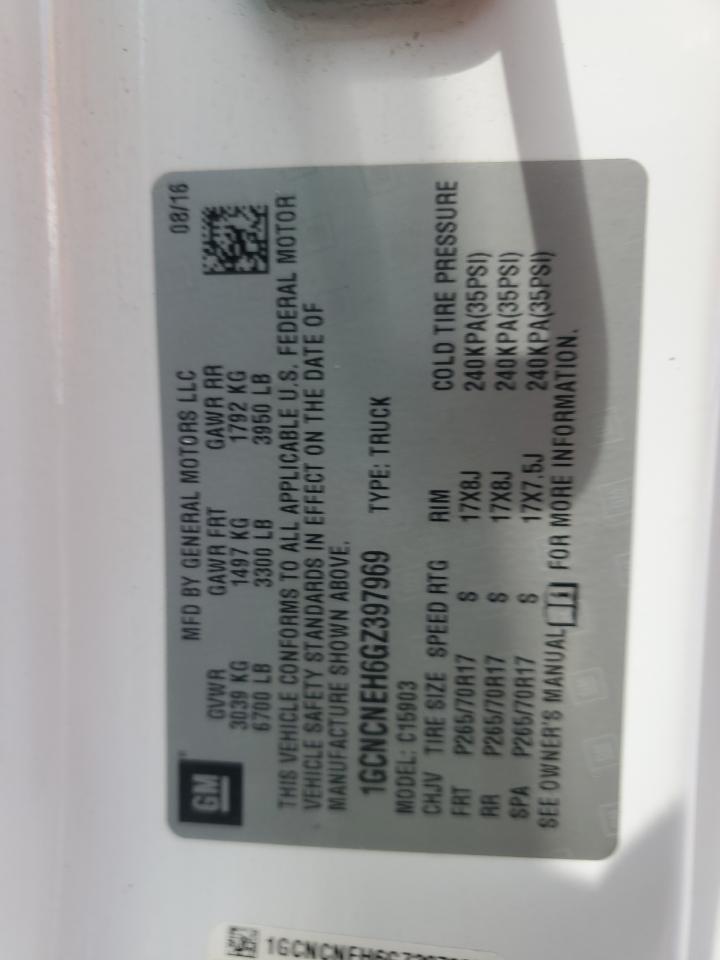 GM
MFD BY GENERAL MOTORS LLC 08/16
GVWR GAWR FRT GAWR RR
3039 KG 1497 KG 1792 KG
6700 LB 3300 LB 3950 LB
THIS VEHICLE CONFORMS TO ALL APPLICABLE U.S. FEDERAL MOTOR
VEHICLE SAFETY STANDARDS IN EFFECT ON THE DATE OF
MANUFACTURE SHOWN ABOVE.
1GCNCNEH6GZ397969 TYPE: TRUCK
MODEL: C15903
CHJV TIRE SIZE SPEED RTG RIM COLD TIRE PRESSURE
FRT P265/70R17 S 17X8J 240KPA(35PSI)
RR P265/70R17 S 17X8J 240KPA(35PSI)
SPA P265/70R17 S 17X7.5J 240KPA(35PSI)
SEE OWNER'S MANUAL FOR MORE INFORMATION.